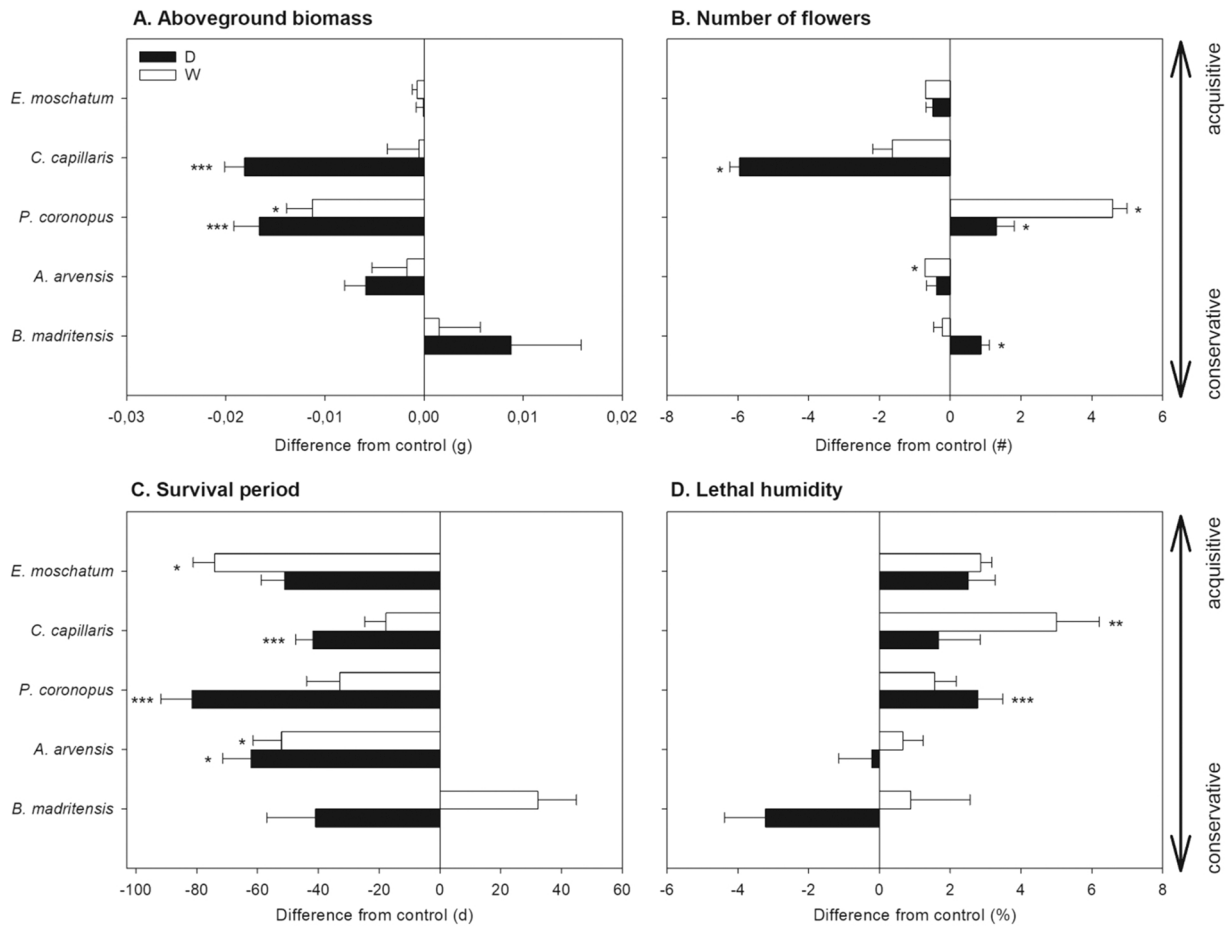 A. Aboveground biomass
D
W
E. moschatum
C. capillaris
***
P. coronopus
*
***
A. arvensis
B. madritensis
-0,03 -0,02 -0,01 0,00 0,01 0,02
Difference from control (g)
B. Number of flowers
*
*
*
*
*
-8 -6 -4 -2 0 2 4 6
Difference from control (#)
acquisitive
conservative
C. Survival period
E. moschatum
*
C. capillaris
***
P. coronopus
***
A. arvensis
*
*
B. madritensis
-100 -80 -60 -40 -20 0 20 40 60
Difference from control (d)
D. Lethal humidity
**
***
-6 -4 -2 0 2 4 6 8
Difference from control (%)
acquisitive
conservative